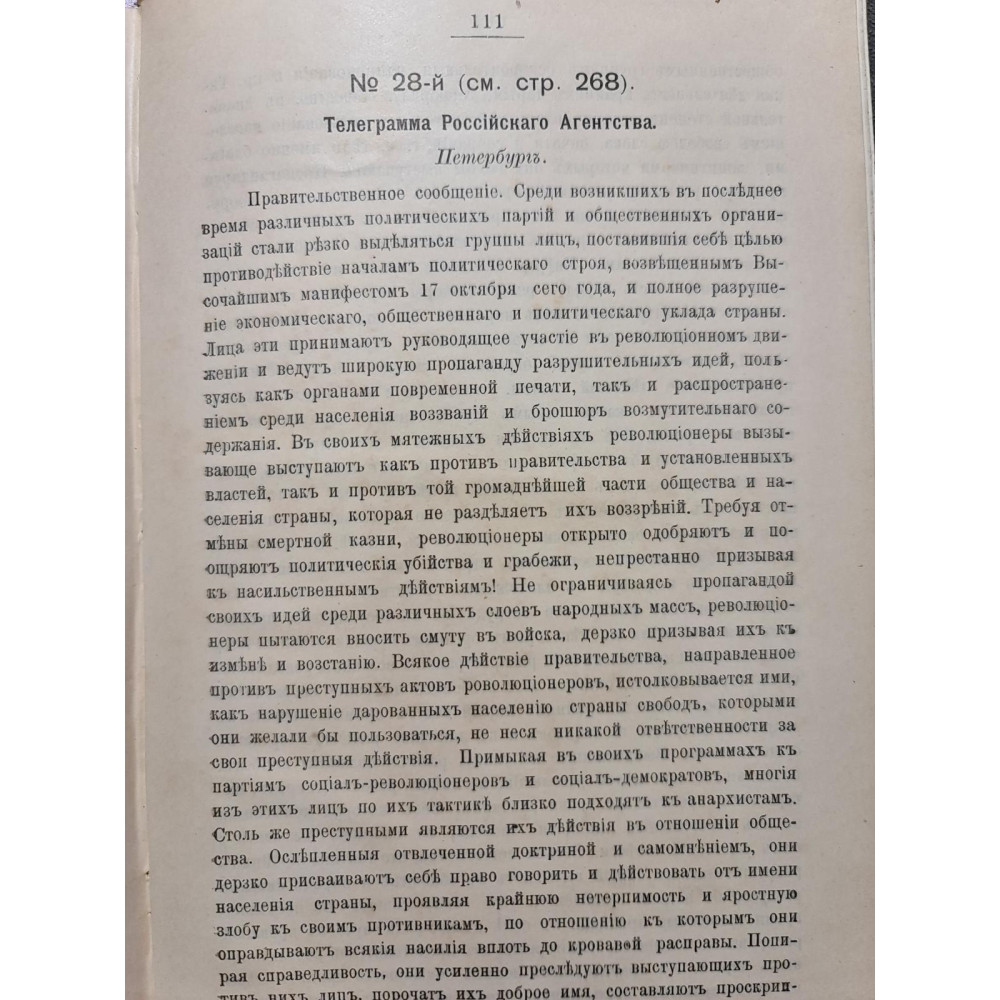 111
№ 28-й (см. стр. 268).
Телеграмма Россійскаго Агентства.
Петербургъ.
Правительственное сообщеніе. Среди возникшихъ въ послѣднее
время различныхъ политическихъ партій и общественныхъ органи-
зацій стали рѣзко выдѣляться группы лицъ, поставившія себѣ цѣлью
противодѣйствіе началамъ политическаго строя, возвѣщеннымъ Вы-
сочайшимъ манифестомъ 17 октября сего года, и полное разруше-
ніе экономическаго, общественнаго и политическаго уклада страны.
Лица эти принимаютъ руководящее участіе въ революціонномъ дви-
женіи и ведутъ широкую пропаганду разрушительныхъ идей, поль-
зуясь какъ органами повременной печати, такъ и распростране-
ніемъ среди населенія воззваній и брошюръ возмутительнаго со-
держанія. Въ своихъ мятежныхъ дѣйствіяхъ революціонеры вызы-
вающе выступаютъ какъ противъ правительства и установленныхъ
властей, такъ и противъ той громаднѣйшей части общества и на-
селенія страны, которая не раздѣляетъ ихъ воззрѣній. Требуя от-
мѣны смертной казни, революціонеры открыто одобряютъ и по-
ощряютъ политическія убійства и грабежи, непрестанно призывая
къ насильственнымъ дѣйствіямъ! Не ограничиваясь пропагандой
своихъ идей среди различныхъ слоевъ народныхъ массъ, революціо-
неры пытаются вносить смуту въ войска, дерзко призывая ихъ къ
измѣнѣ и возстанію. Всякое дѣйствіе правительства, направленное
противъ преступныхъ актовъ роволюціонеровъ, истолковывается ими,
какъ нарушеніе дарованныхъ населенію страны свободъ, которыми
они желали бы пользоваться, не неся никакой отвѣтственности за
свои преступныя дѣйствія. Примыкая въ своихъ программахъ къ
партіямъ соціалъ-революціонеровъ и соціалъ-демократовъ, многія
изъ этихъ лицъ по ихъ тактикѣ близко подходятъ къ анархистамъ.
Столь же преступными являются ихъ дѣйствія въ отношеніи обще-
ства. Ослѣпленныя отвлеченной доктриной и самомнѣніемъ, они
дерзко присваиваютъ себѣ право говорить и дѣйствовать отъ имени
населенія страны, проявляя крайнюю нетерпимость и яростную
злобу къ своимъ противникамъ, по отношенію къ которымъ они
оправдываютъ всякія насилія вплоть до кровавой расправы. Попи-
рая справедливость, они усиленно преслѣдуютъ выступающихъ про-
тивъ нихъ лицъ, порочатъ ихъ доброе имя, составляютъ проскрип-